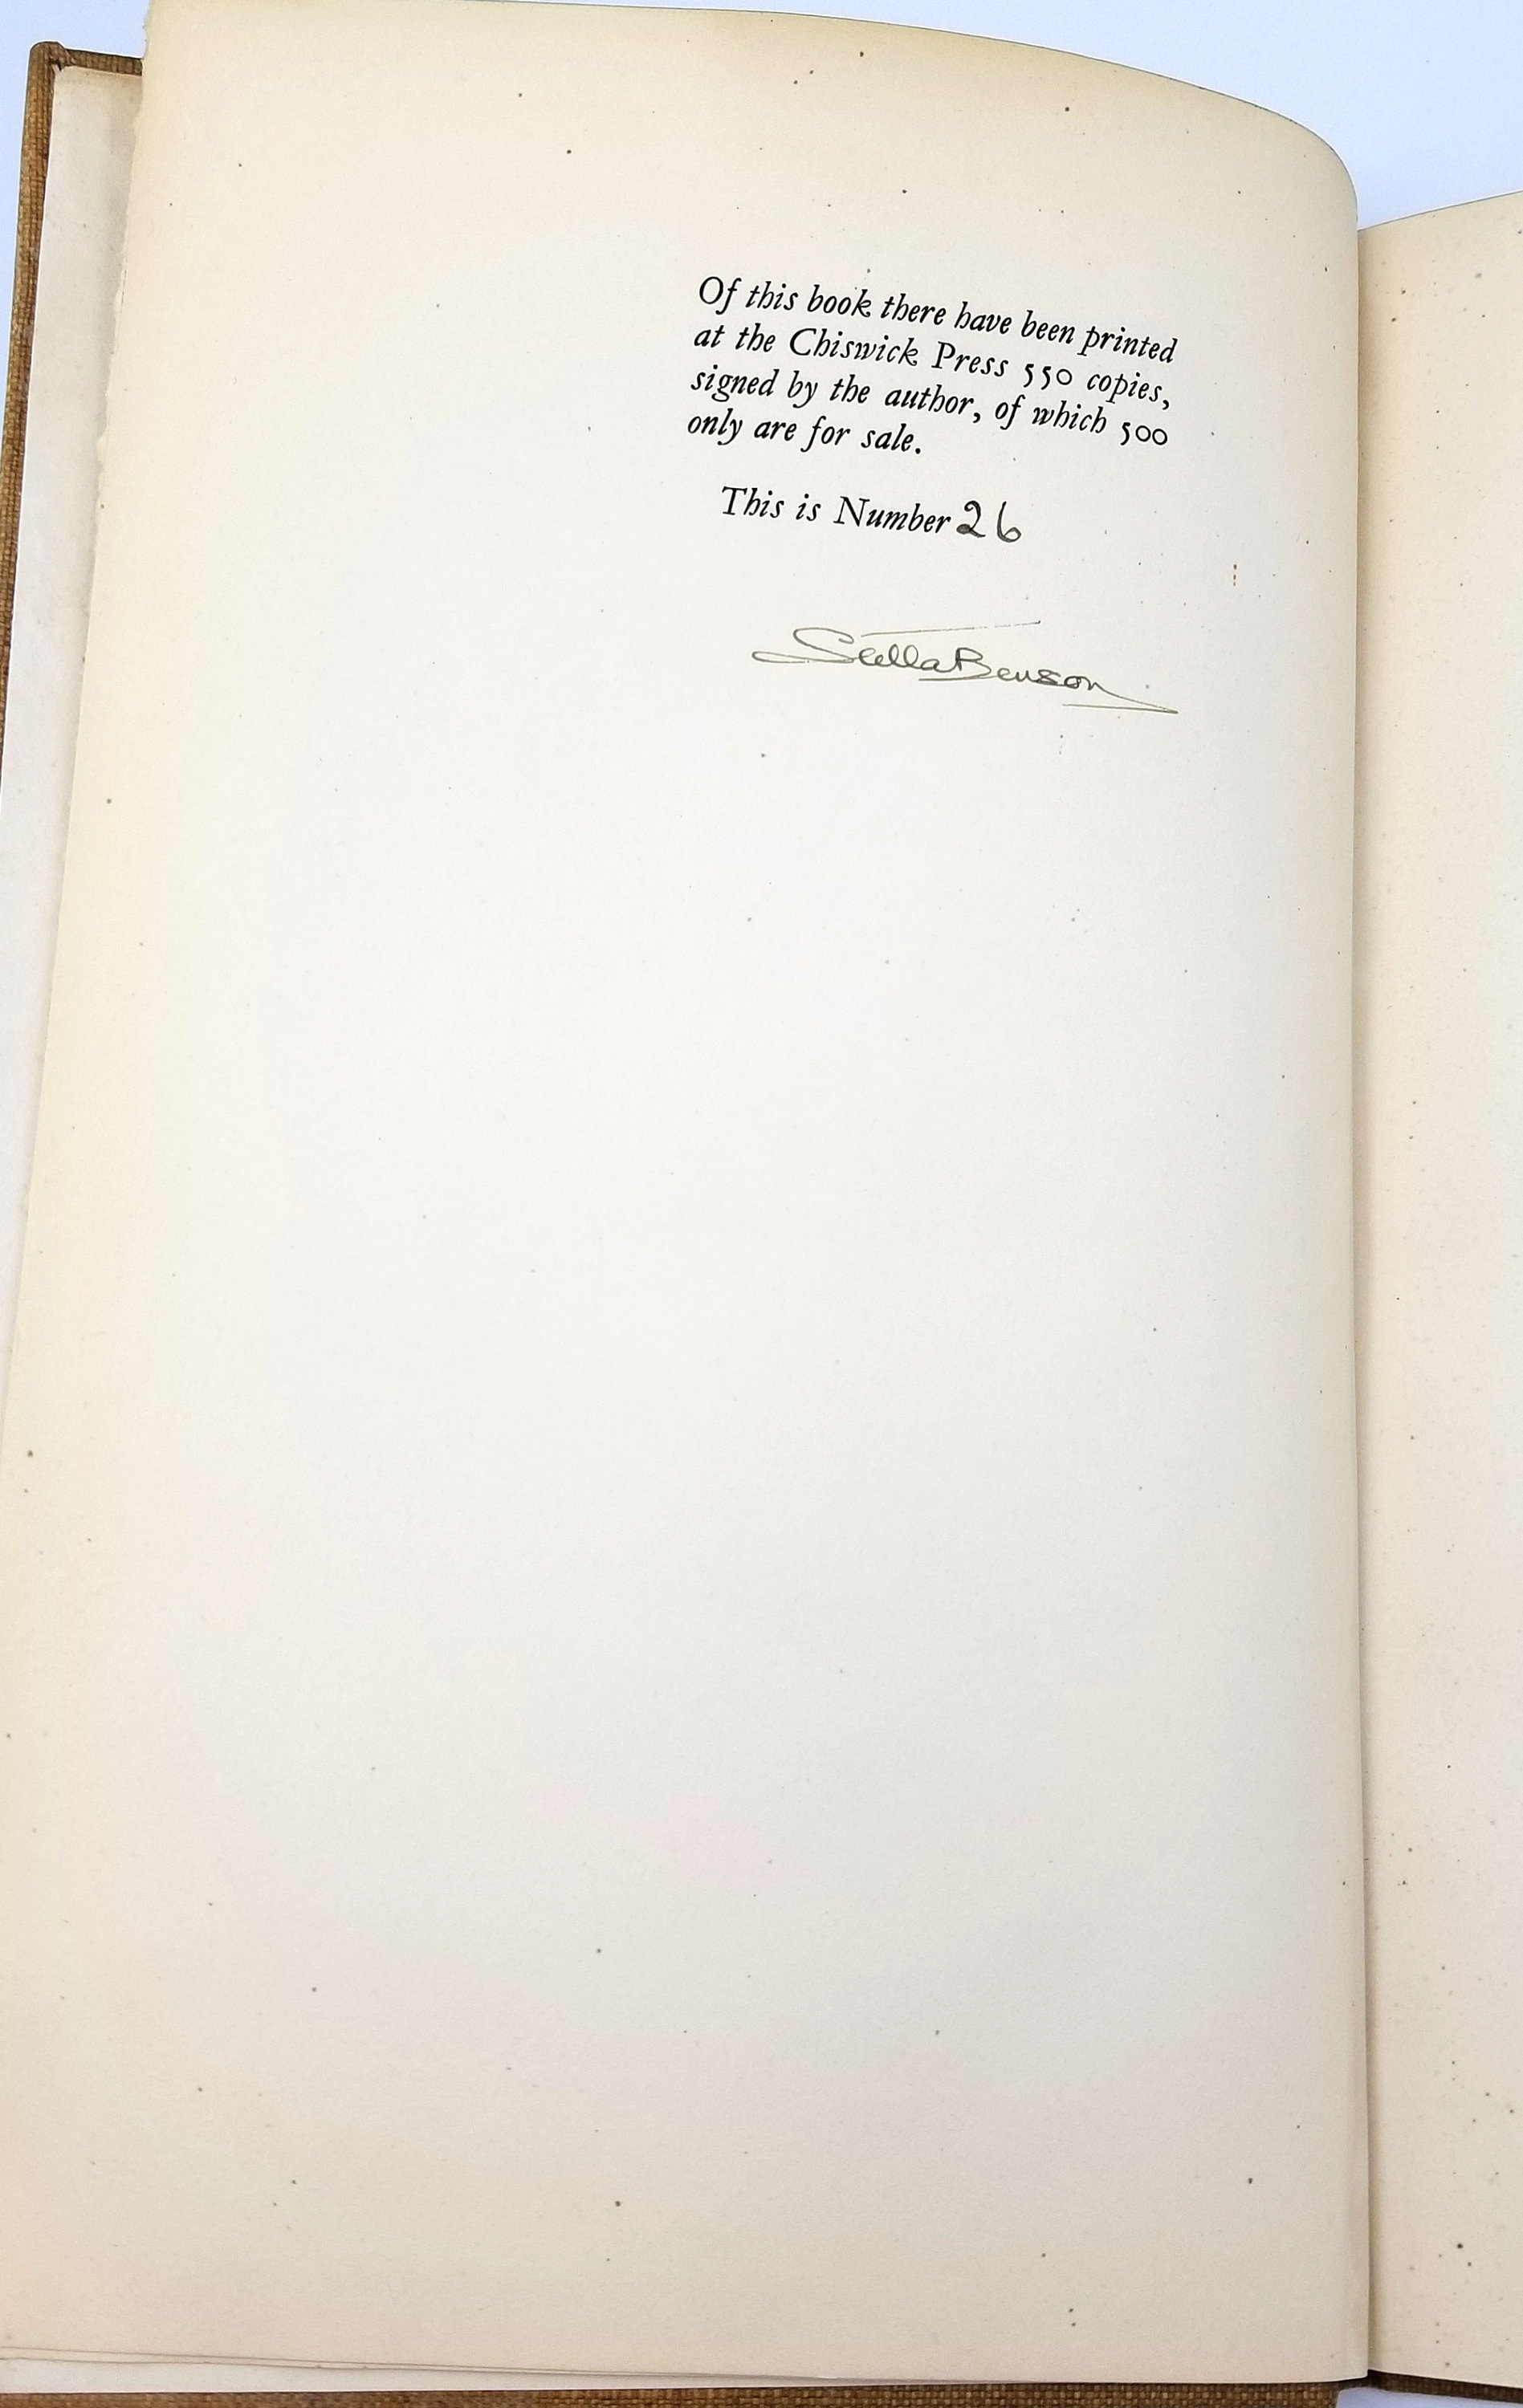 Of this book there have been printed
at the Chiswick Press 550 copies,
signed by the author, of which 500
only are for sale.
This is Number 26
Stella Benson